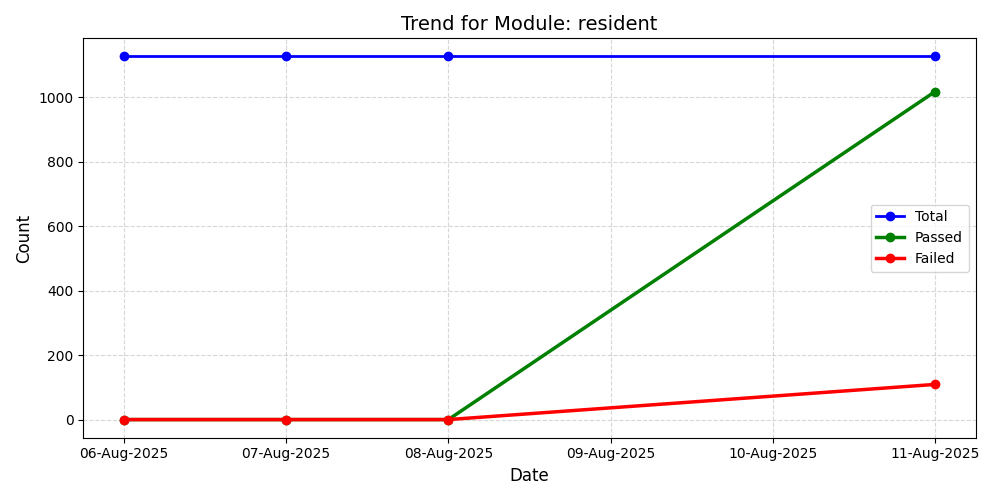 Trend for Module: resident
Count
1000
800
600
400
200
0
Total
Passed
Failed
06-Aug-2025 07-Aug-2025 08-Aug-2025 09-Aug-2025 10-Aug-2025 11-Aug-2025
Date